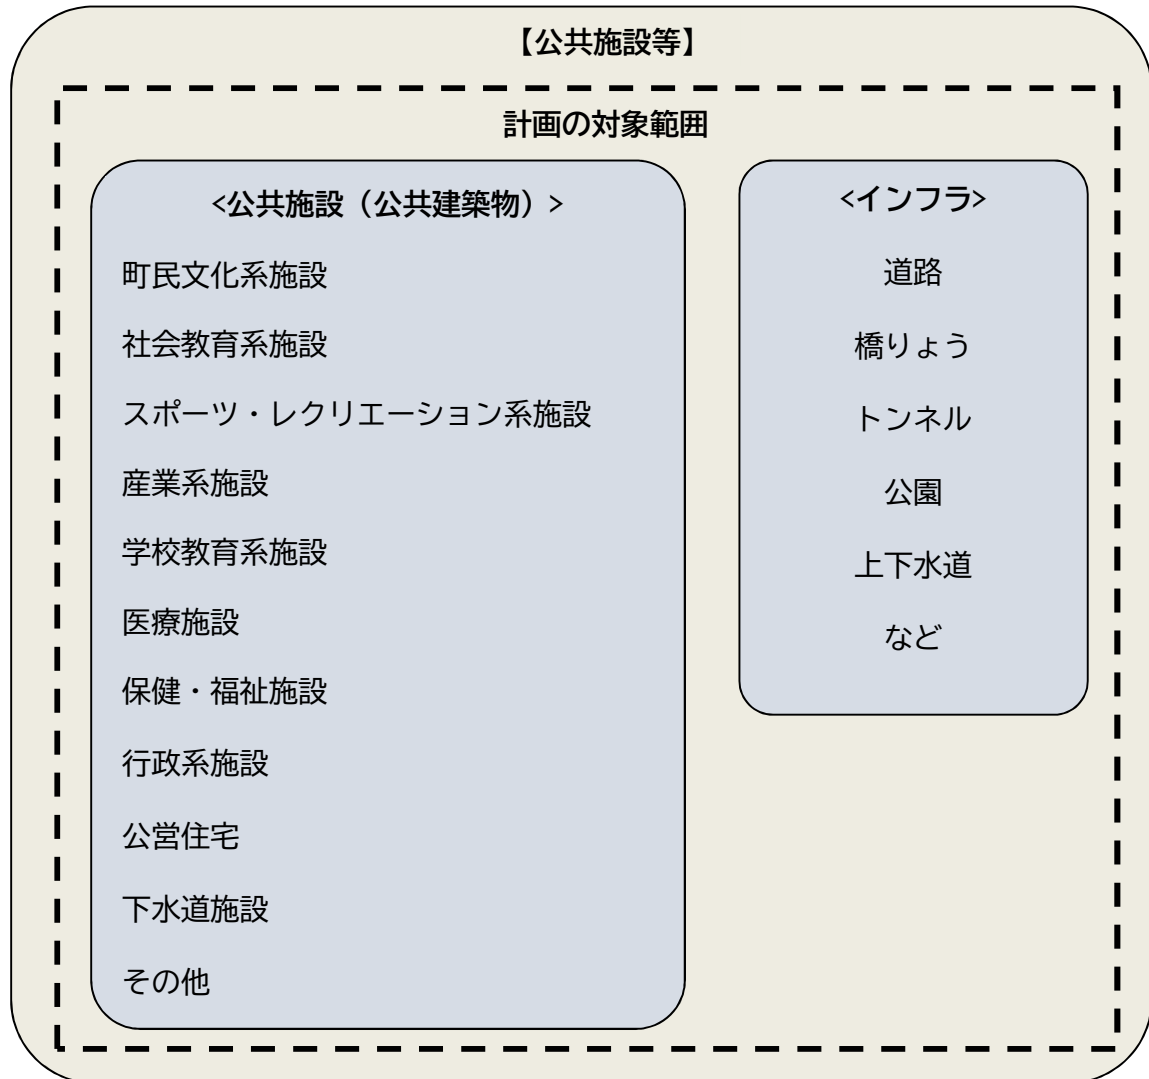 【公共施設等】
計画の対象範囲
<公共施設（公共建築物）>
町民文化系施設
社会教育系施設
スポーツ・レクリエーション系施設
産業系施設
学校教育系施設
医療施設
保健・福祉施設
行政系施設
公営住宅
下水道施設
その他
<インフラ>
道路
橋りょう
トンネル
公園
上下水道
など